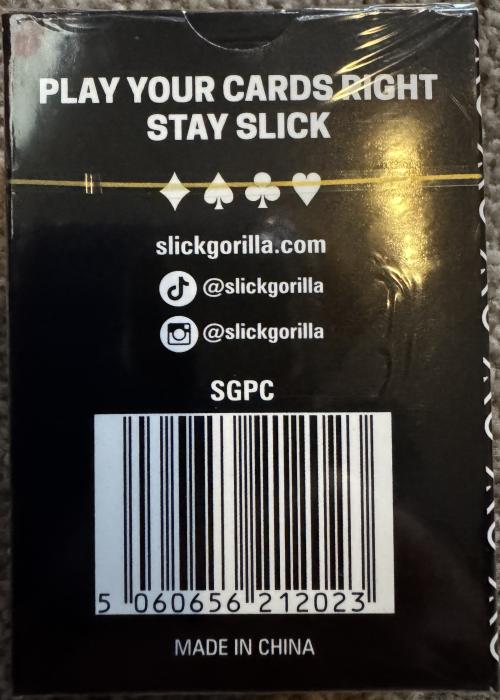 PLAY YOUR CARDS RIGHT
STAY SLICK
slickgorilla.com
@slickgorilla
@slickgorilla
SGPC
5 060656 212023
MADE IN CHINA